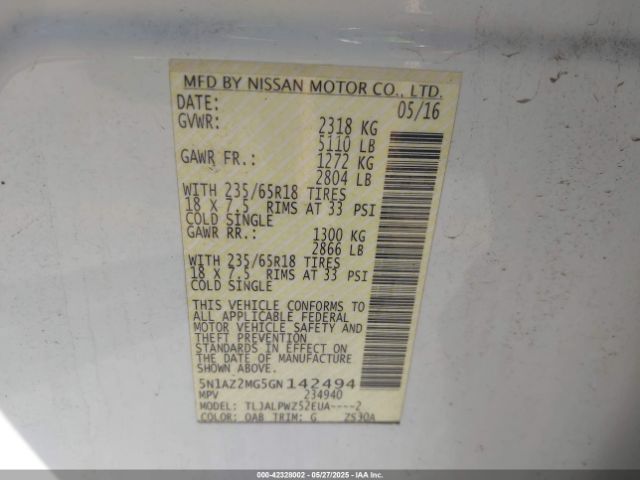 MFD BY NISSAN MOTOR CO., LTD.
DATE: 05/16
GVWR: 2318 KG
5110 LB
GAWR FR.: 1272 KG
2804 LB
WITH 235/65R18 TIRES
18 X 7.5 RIMS AT 33 PSI
COLD SINGLE
GAWR RR.: 1300 KG
2866 LB
WITH 235/65R18 TIRES
18 X 7.5 RIMS AT 33 PSI
COLD SINGLE
THIS VEHICLE CONFORMS TO
ALL APPLICABLE FEDERAL
MOTOR VEHICLE SAFETY AND
THEFT PREVENTION
STANDARDS IN EFFECT ON
THE DATE OF MANUFACTURE
SHOWN ABOVE.
5N1AZ2MG5GN142494
MPV 234940
MODEL: TLJALPWZ52EUA----2
COLOR: QAB TRIM: G Z530A
000-42328002 — 05/27/2025 — IAA Inc.